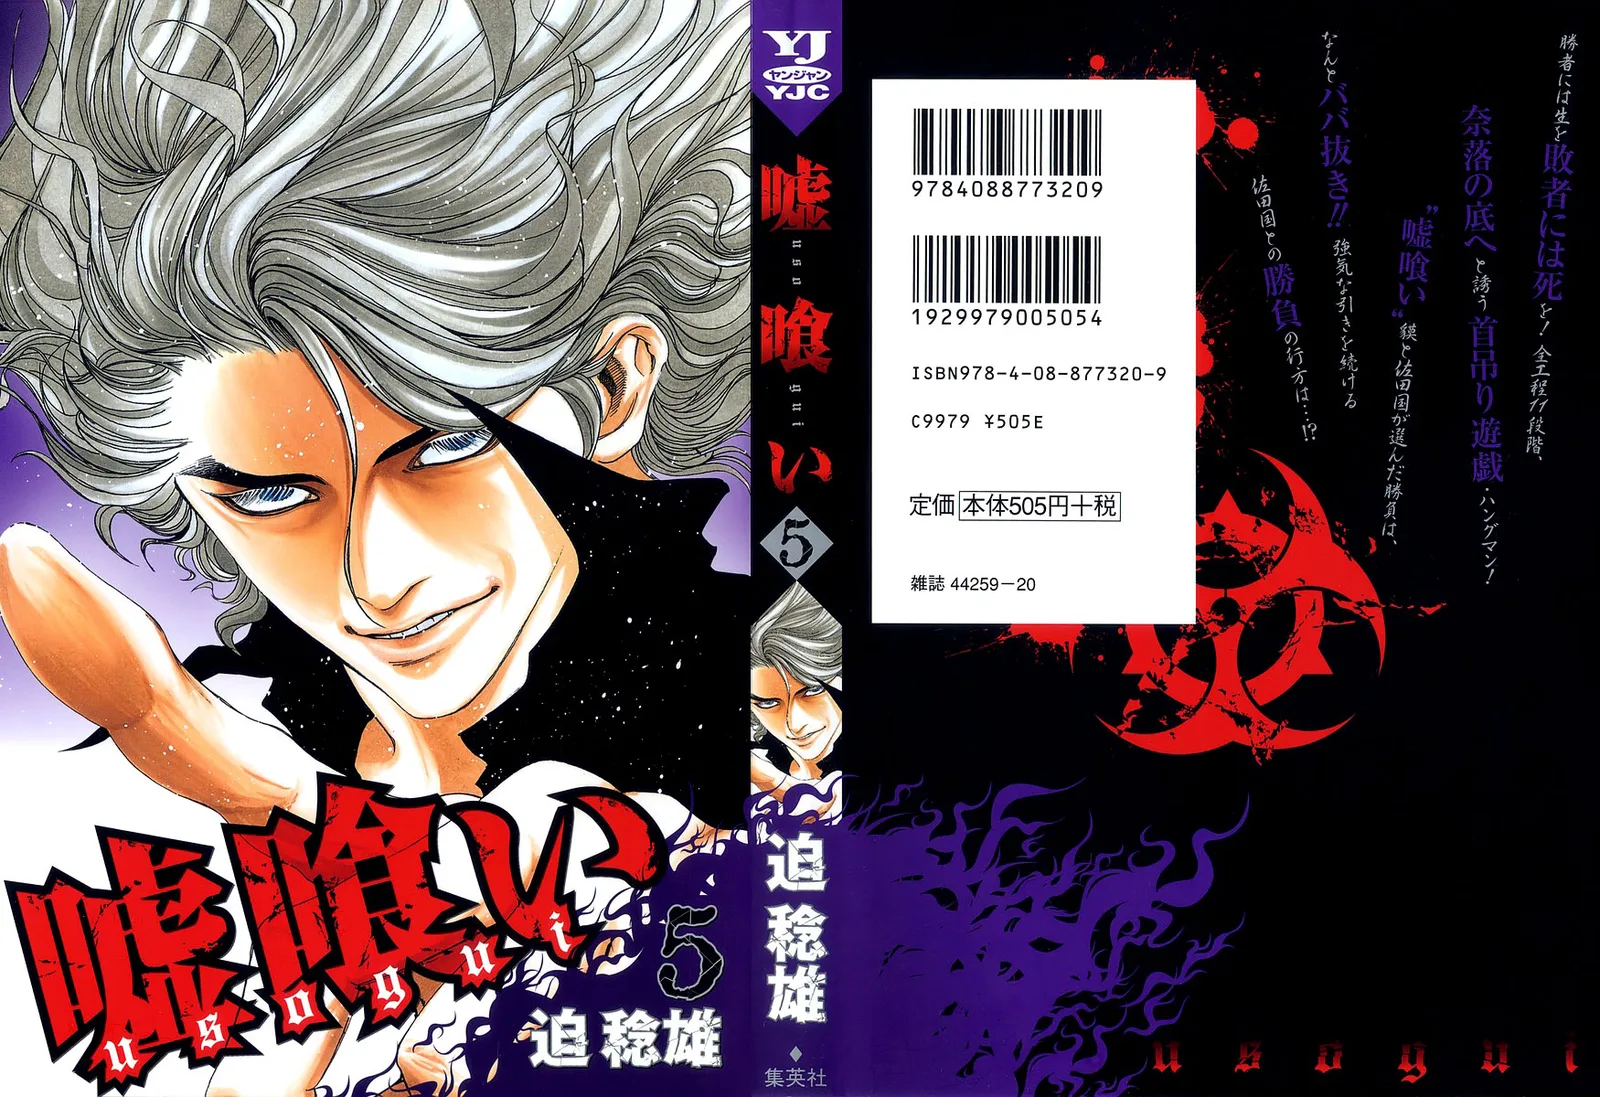 嘘喰い
usogui
5
迫 稔雄
YJ
ヤンジャン
YJC
嘘喰い
usogui
5
迫 稔雄
集英社
9784088773209
1929979005054
ISBN978-4-08-877320-9
C9979 ¥505E
定価 本体505円+税
雑誌 44259-20
勝者には生を敗者には死を!全工程11段階、
奈落の底へと誘う首吊り遊戯・ハングマン!
"嘘喰い"貘と佐田国が選んだ勝負は、
なんとババ抜き!!強気な引きを続ける
佐田国との勝負の行方は…!?
usogui